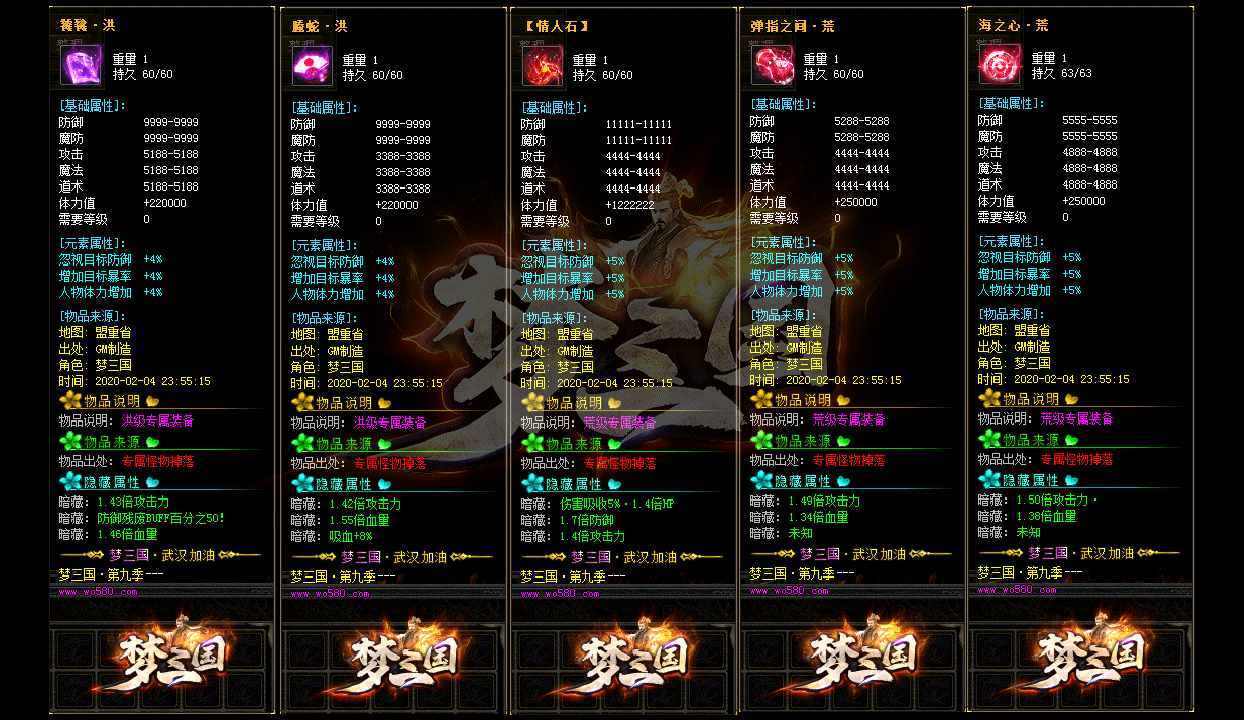 饕餮·洪
重量 1
持久 60/60
[基础属性]:
防御 9999-9999
魔防 9999-9999
攻击 5188-5188
魔法 5188-5188
道术 5188-5188
体力值 +220000
需要等级 0
[元素属性]:
忽视目标防御 +4%
增加目标暴率 +4%
人物体力增加 +4%
[物品来源]:
地图: 盟重省
出处: GM制造
角色: 梦三国
时间: 2020-02-04 23:55:15
物品说明
物品说明: 洪级专属装备
物品来源
物品出处: 专属怪物掉落
隐藏属性
暗藏: 1.43倍攻击力
暗藏: 防御残废BUFF百分之50!
暗藏: 1.46倍血量
梦三国·武汉加油
梦三国·第九季---
www.wo580.com
梦三国
·洪
重量 1
持久 60/60
[基础属性]:
防御 9999-9999
魔防 9999-9999
攻击 3388-3388
魔法 3388-3388
道术 3388-3388
体力值 +220000
需要等级 0
[元素属性]:
忽视目标防御 +4%
增加目标暴率 +4%
人物体力增加 +4%
[物品来源]:
地图: 盟重省
出处: GM制造
角色: 梦三国
时间: 2020-02-04 23:55:15
物品说明
物品说明: 洪级专属装备
物品来源
物品出处: 专属怪物掉落
隐藏属性
暗藏: 1.42倍攻击力
暗藏: 1.55倍血量
暗藏: 吸血+8%
梦三国·武汉加油
梦三国·第九季---
www.wo580.com
梦三国
【情人石】
重量 1
持久 60/60
[基础属性]:
防御 11111-11111
魔防 11111-11111
攻击 4444-4444
魔法 4444-4444
道术 4444-4444
体力值 +1222222
需要等级 0
[元素属性]:
忽视目标防御 +5%
增加目标暴率 +5%
人物体力增加 +5%
[物品来源]:
地图: 盟重省
出处: GM制造
角色: 梦三国
时间: 2020-02-04 23:55:15
物品说明
物品说明: 荒级专属装备
物品来源
物品出处: 专属怪物掉落
隐藏属性
暗藏: 伤害吸收5%·1.4倍HP
暗藏: 1.7倍防御
暗藏: 1.4倍攻击力
梦三国·武汉加油
梦三国·第九季---
www.wo580.com
梦三国
弹指之间·荒
重量 1
持久 60/60
[基础属性]:
防御 5288-5288
魔防 5288-5288
攻击 4444-4444
魔法 4444-4444
道术 4444-4444
体力值 +250000
需要等级 0
[元素属性]:
忽视目标防御 +5%
增加目标暴率 +5%
人物体力增加 +5%
[物品来源]:
地图: 盟重省
出处: GM制造
角色: 梦三国
时间: 2020-02-04 23:55:15
物品说明
物品说明: 荒级专属装备
物品来源
物品出处: 专属怪物掉落
隐藏属性
暗藏: 1.49倍攻击力
暗藏: 1.34倍血量
暗藏: 未知
梦三国·武汉加油
梦三国·第九季---
www.wo580.com
梦三国
海之心·荒
重量 1
持久 63/63
[基础属性]:
防御 5555-5555
魔防 5555-5555
攻击 4888-4888
魔法 4888-4888
道术 4888-4888
体力值 +250000
需要等级 0
[元素属性]:
忽视目标防御 +5%
增加目标暴率 +5%
人物体力增加 +5%
[物品来源]:
地图: 盟重省
出处: GM制造
角色: 梦三国
时间: 2020-02-04 23:55:15
物品说明
物品说明: 荒级专属装备
物品来源
物品出处: 专属怪物掉落
隐藏属性
暗藏: 1.50倍攻击力·
暗藏: 1.38倍血量
暗藏: 未知
梦三国·武汉加油
梦三国·第九季---
www.wo580.com
梦三国
梦三国